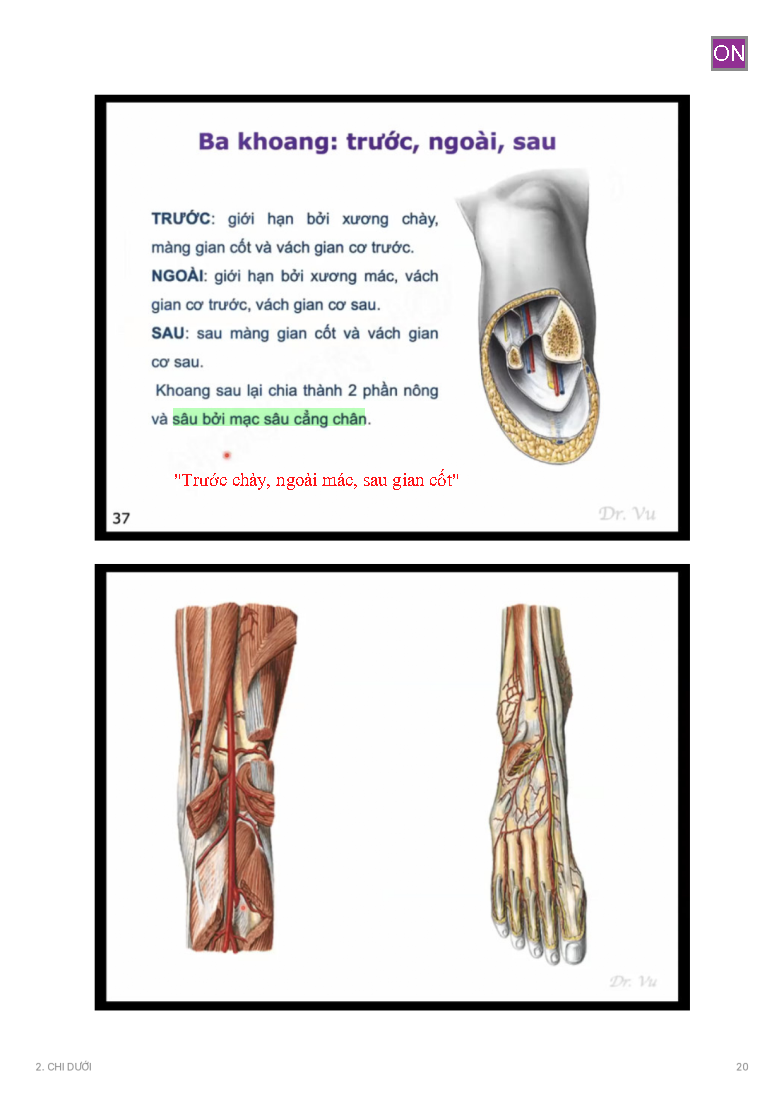 ON
Ba khoang: trước, ngoài, sau
TRƯỚC: giới hạn bởi xương chày,
màng gian cốt và vách gian cơ trước.
NGOÀI: giới hạn bởi xương mác, vách
gian cơ trước, vách gian cơ sau.
SAU: sau màng gian cốt và vách gian
cơ sau.
Khoang sau lại chia thành 2 phần nông
và sâu bởi mạc sâu cẳng chân.
"Trước chày, ngoài mác, sau gian cốt"
37
Dr. Vu
Dr. Vu
2. CHI DƯỚI
20